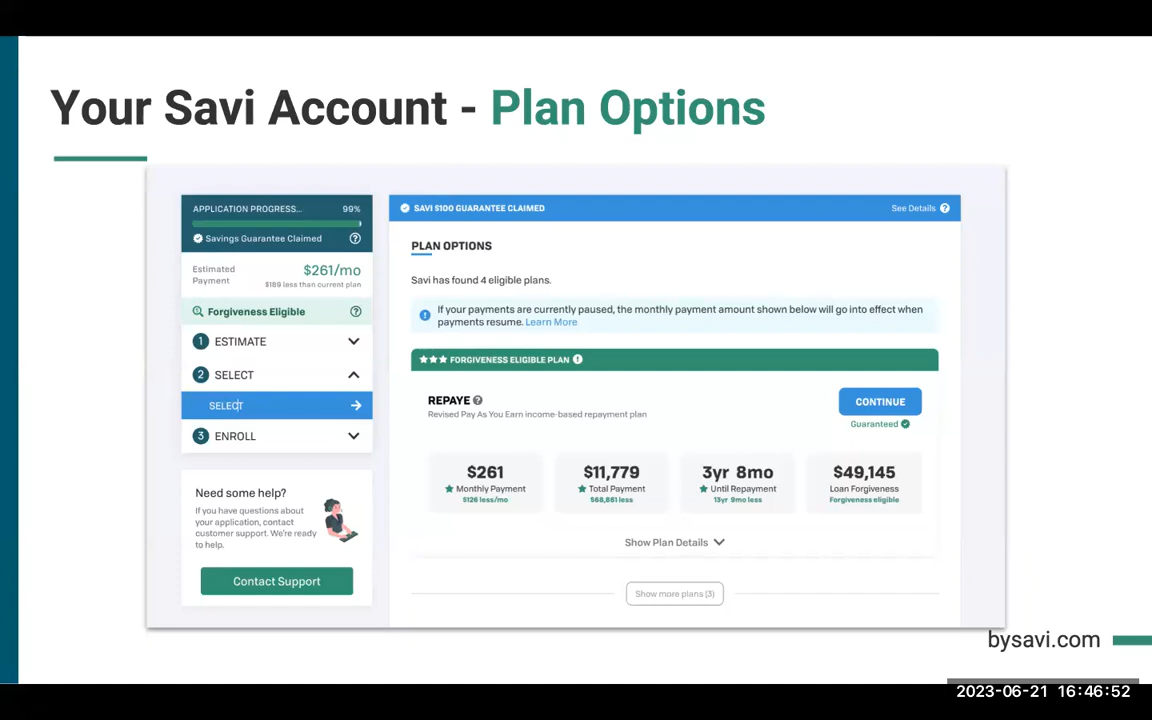 Your Savi Account - Plan Options
APPLICATION PROGRESS... 99%
Savings Guarantee Claimed
Estimated Payment
$261/mo
$189 less than current plan
Forgiveness Eligible
1 ESTIMATE
2 SELECT
SELECT
3 ENROLL
Need some help?
If you have questions about
your application, contact
customer support. We're ready
to help.
Contact Support
SAVI $100 GUARANTEE CLAIMED
See Details
PLAN OPTIONS
Savi has found 4 eligible plans.
If your payments are currently paused, the monthly payment amount shown below will go into effect when
payments resume. Learn More
FORGIVENESS ELIGIBLE PLAN
REPAYE
Revised Pay As You Earn income-based repayment plan
CONTINUE
Guaranteed
$261
Monthly Payment
$126 less/mo
$11,779
Total Payment
$68,861 less
3yr 8mo
Until Repayment
13yr 9mo less
$49,145
Loan Forgiveness
Forgiveness eligible
Show Plan Details
Show more plans (3)
bysavi.com
2023-06-21 16:46:52